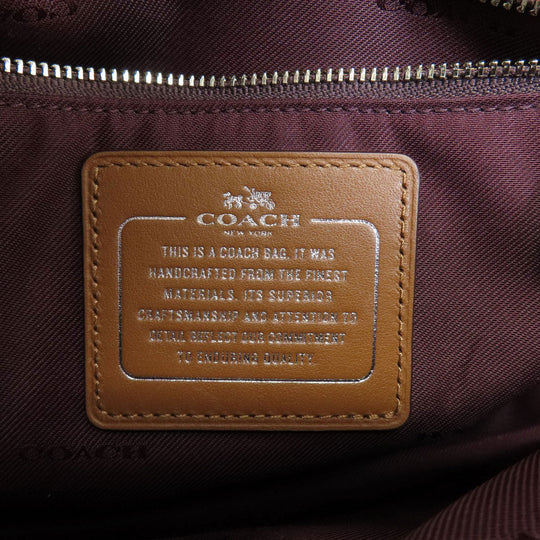 COACH
COACH
NEW YORK
THIS IS A COACH BAG. IT WAS
HANDCRAFTED FROM THE FINEST
MATERIALS. ITS SUPERIOR
CRAFTSMANSHIP AND ATTENTION TO
DETAIL REFLECT OUR COMMITMENT
TO ENDURING QUALITY.
COACH